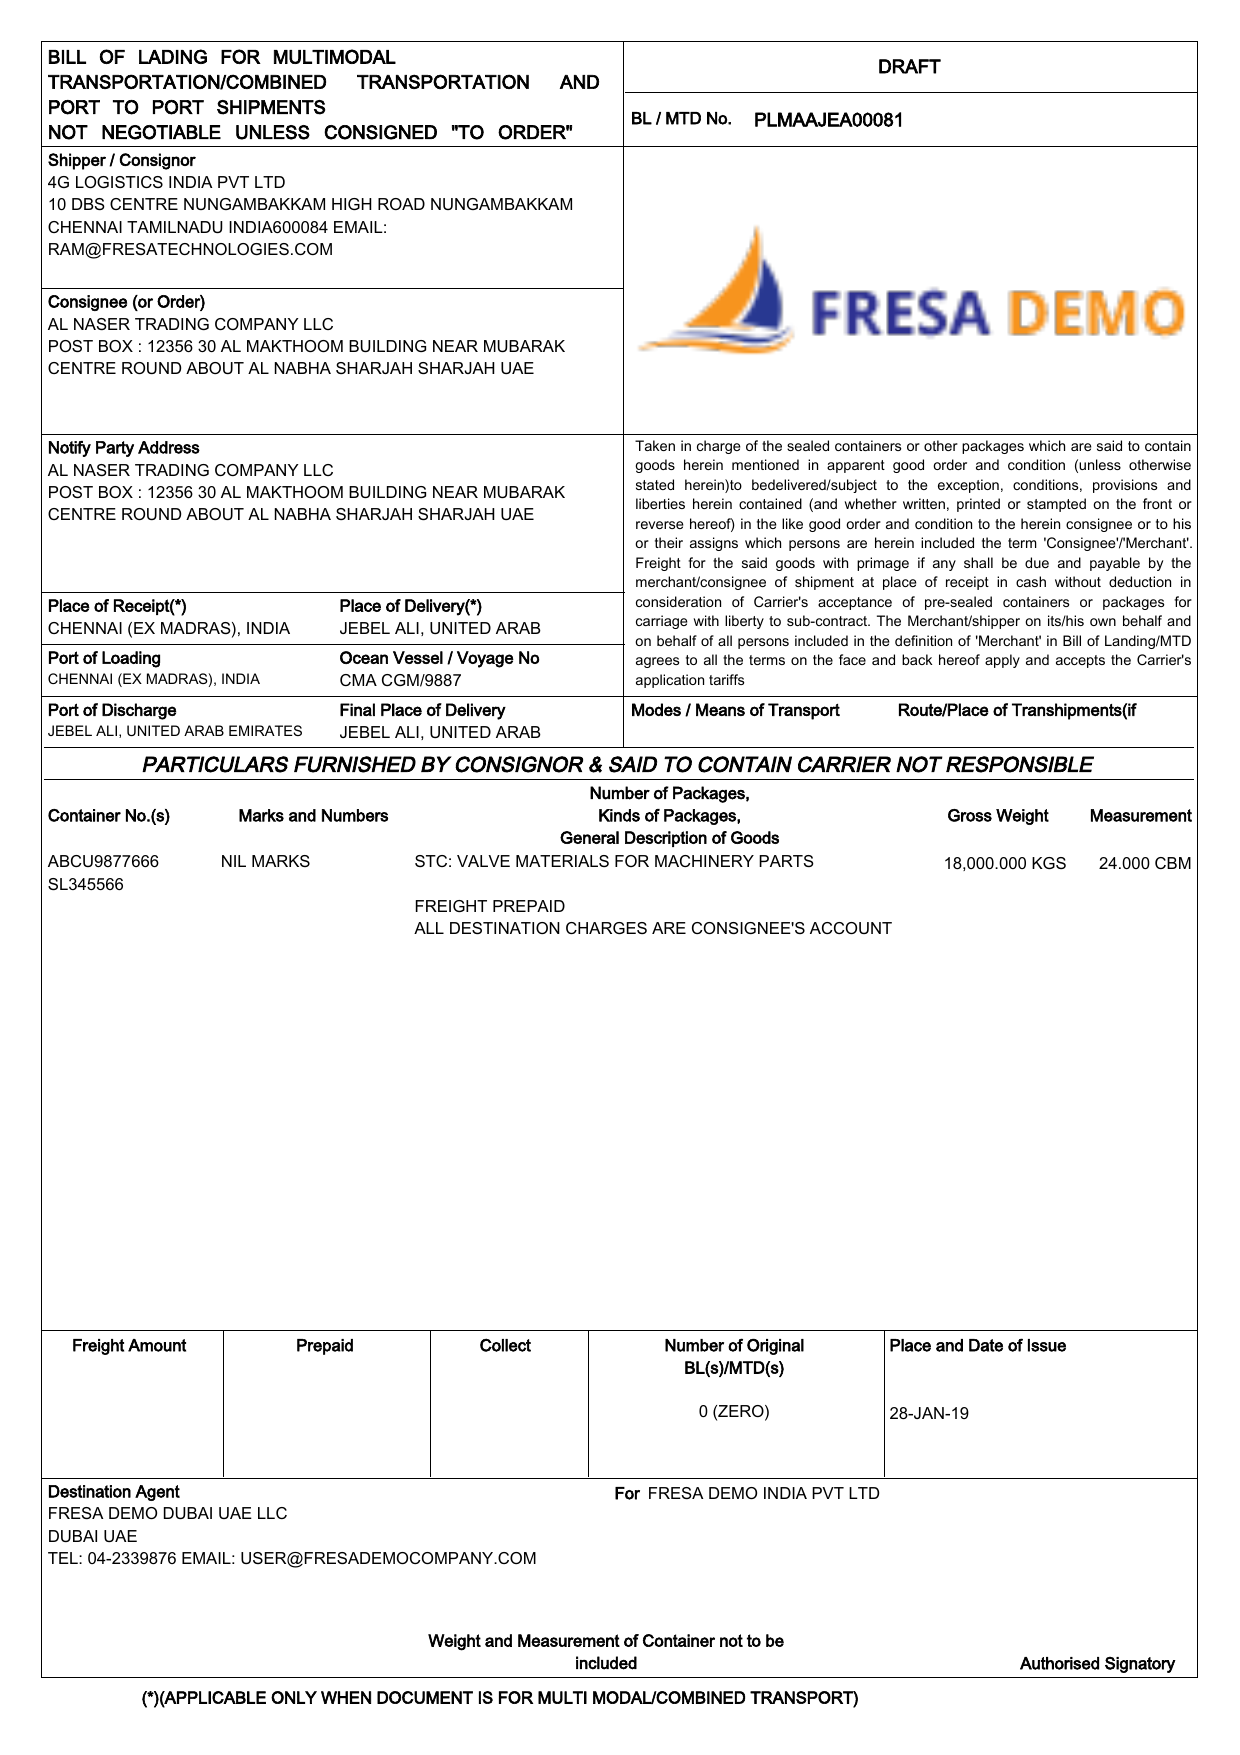 BILL OF LADING FOR MULTIMODAL
TRANSPORTATION/COMBINED TRANSPORTATION AND
PORT TO PORT SHIPMENTS
NOT NEGOTIABLE UNLESS CONSIGNED "TO ORDER"
DRAFT
BL / MTD No. PLMAAJEA00081
Shipper / Consignor
4G LOGISTICS INDIA PVT LTD
10 DBS CENTRE NUNGAMBAKKAM HIGH ROAD NUNGAMBAKKAM
CHENNAI TAMILNADU INDIA600084 EMAIL:
RAM@FRESATECHNOLOGIES.COM
FRESA DEMO
Consignee (or Order)
AL NASER TRADING COMPANY LLC
POST BOX : 12356 30 AL MAKTHOOM BUILDING NEAR MUBARAK
CENTRE ROUND ABOUT AL NABHA SHARJAH SHARJAH UAE
Notify Party Address
AL NASER TRADING COMPANY LLC
POST BOX : 12356 30 AL MAKTHOOM BUILDING NEAR MUBARAK
CENTRE ROUND ABOUT AL NABHA SHARJAH SHARJAH UAE
Taken in charge of the sealed containers or other packages which are said to contain
goods herein mentioned in apparent good order and condition (unless otherwise
stated herein)to bedelivered/subject to the exception, conditions, provisions and
liberties herein contained (and whether written, printed or stampted on the front or
reverse hereof) in the like good order and condition to the herein consignee or to his
or their assigns which persons are herein included the term 'Consignee'/'Merchant'.
Freight for the said goods with primage if any shall be due and payable by the
merchant/consignee of shipment at place of receipt in cash without deduction in
consideration of Carrier's acceptance of pre-sealed containers or packages for
carriage with liberty to sub-contract. The Merchant/shipper on its/his own behalf and
on behalf of all persons included in the definition of 'Merchant' in Bill of Landing/MTD
agrees to all the terms on the face and back hereof apply and accepts the Carrier's
application tariffs
Place of Receipt(*) Place of Delivery(*)
CHENNAI (EX MADRAS), INDIA JEBEL ALI, UNITED ARAB
Port of Loading Ocean Vessel / Voyage No
CHENNAI (EX MADRAS), INDIA CMA CGM/9887
Port of Discharge Final Place of Delivery Modes / Means of Transport Route/Place of Transhipments(if
JEBEL ALI, UNITED ARAB EMIRATES JEBEL ALI, UNITED ARAB
PARTICULARS FURNISHED BY CONSIGNOR & SAID TO CONTAIN CARRIER NOT RESPONSIBLE
Number of Packages,
Container No.(s) Marks and Numbers Kinds of Packages, Gross Weight Measurement
General Description of Goods
ABCU9877666 NIL MARKS STC: VALVE MATERIALS FOR MACHINERY PARTS 18,000.000 KGS 24.000 CBM
SL345566
FREIGHT PREPAID
ALL DESTINATION CHARGES ARE CONSIGNEE'S ACCOUNT
Freight Amount Prepaid Collect Number of Original Place and Date of Issue
BL(s)/MTD(s)
0 (ZERO) 28-JAN-19
Destination Agent For FRESA DEMO INDIA PVT LTD
FRESA DEMO DUBAI UAE LLC
DUBAI UAE
TEL: 04-2339876 EMAIL: USER@FRESADEMOCOMPANY.COM
Weight and Measurement of Container not to be
included Authorised Signatory
(*)(APPLICABLE ONLY WHEN DOCUMENT IS FOR MULTI MODAL/COMBINED TRANSPORT)